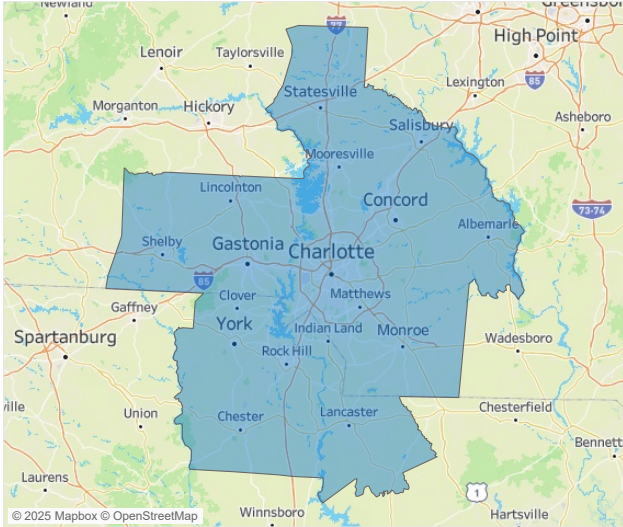 Newland
Greensboro
77
High Point
Lenoir
Taylorsville
85
Lexington
Statesville
Morganton
Hickory
Asheboro
Salisbury
Mooresville
Lincolnton
Concord
73-74
Albemarle
Shelby
Gastonia
Charlotte
85
Clover
Matthews
Gaffney
York
Indian Land
Monroe
Spartanburg
Wadesboro
Rock Hill
ville
Union
Chester
Lancaster
Chesterfield
Bennett
Laurens
1
Winnsboro
Hartsville
© 2025 Mapbox © OpenStreetMap